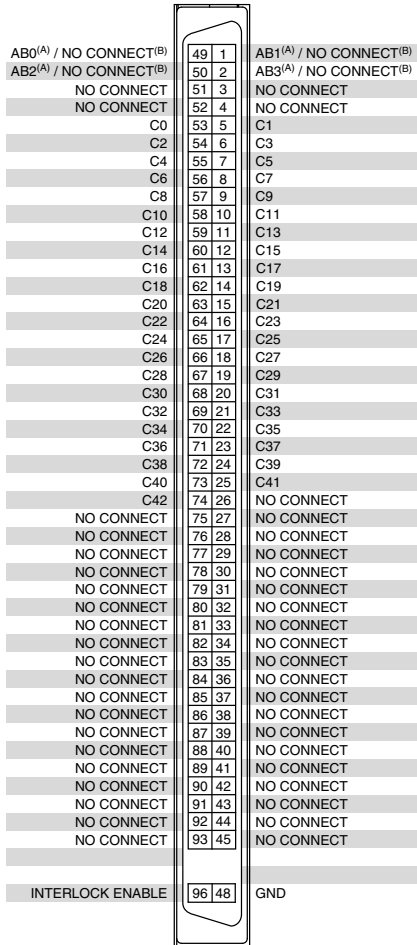 AB0(A) / NO CONNECT(B) 49 1 AB1(A) / NO CONNECT(B)
AB2(A) / NO CONNECT(B) 50 2 AB3(A) / NO CONNECT(B)
NO CONNECT 51 3 NO CONNECT
NO CONNECT 52 4 NO CONNECT
C0 53 5 C1
C2 54 6 C3
C4 55 7 C5
C6 56 8 C7
C8 57 9 C9
C10 58 10 C11
C12 59 11 C13
C14 60 12 C15
C16 61 13 C17
C18 62 14 C19
C20 63 15 C21
C22 64 16 C23
C24 65 17 C25
C26 66 18 C27
C28 67 19 C29
C30 68 20 C31
C32 69 21 C33
C34 70 22 C35
C36 71 23 C37
C38 72 24 C39
C40 73 25 C41
C42 74 26 NO CONNECT
NO CONNECT 75 27 NO CONNECT
NO CONNECT 76 28 NO CONNECT
NO CONNECT 77 29 NO CONNECT
NO CONNECT 78 30 NO CONNECT
NO CONNECT 79 31 NO CONNECT
NO CONNECT 80 32 NO CONNECT
NO CONNECT 81 33 NO CONNECT
NO CONNECT 82 34 NO CONNECT
NO CONNECT 83 35 NO CONNECT
NO CONNECT 84 36 NO CONNECT
NO CONNECT 85 37 NO CONNECT
NO CONNECT 86 38 NO CONNECT
NO CONNECT 87 39 NO CONNECT
NO CONNECT 88 40 NO CONNECT
NO CONNECT 89 41 NO CONNECT
NO CONNECT 90 42 NO CONNECT
NO CONNECT 91 43 NO CONNECT
NO CONNECT 92 44 NO CONNECT
NO CONNECT 93 45 NO CONNECT
INTERLOCK ENABLE 96 48 GND